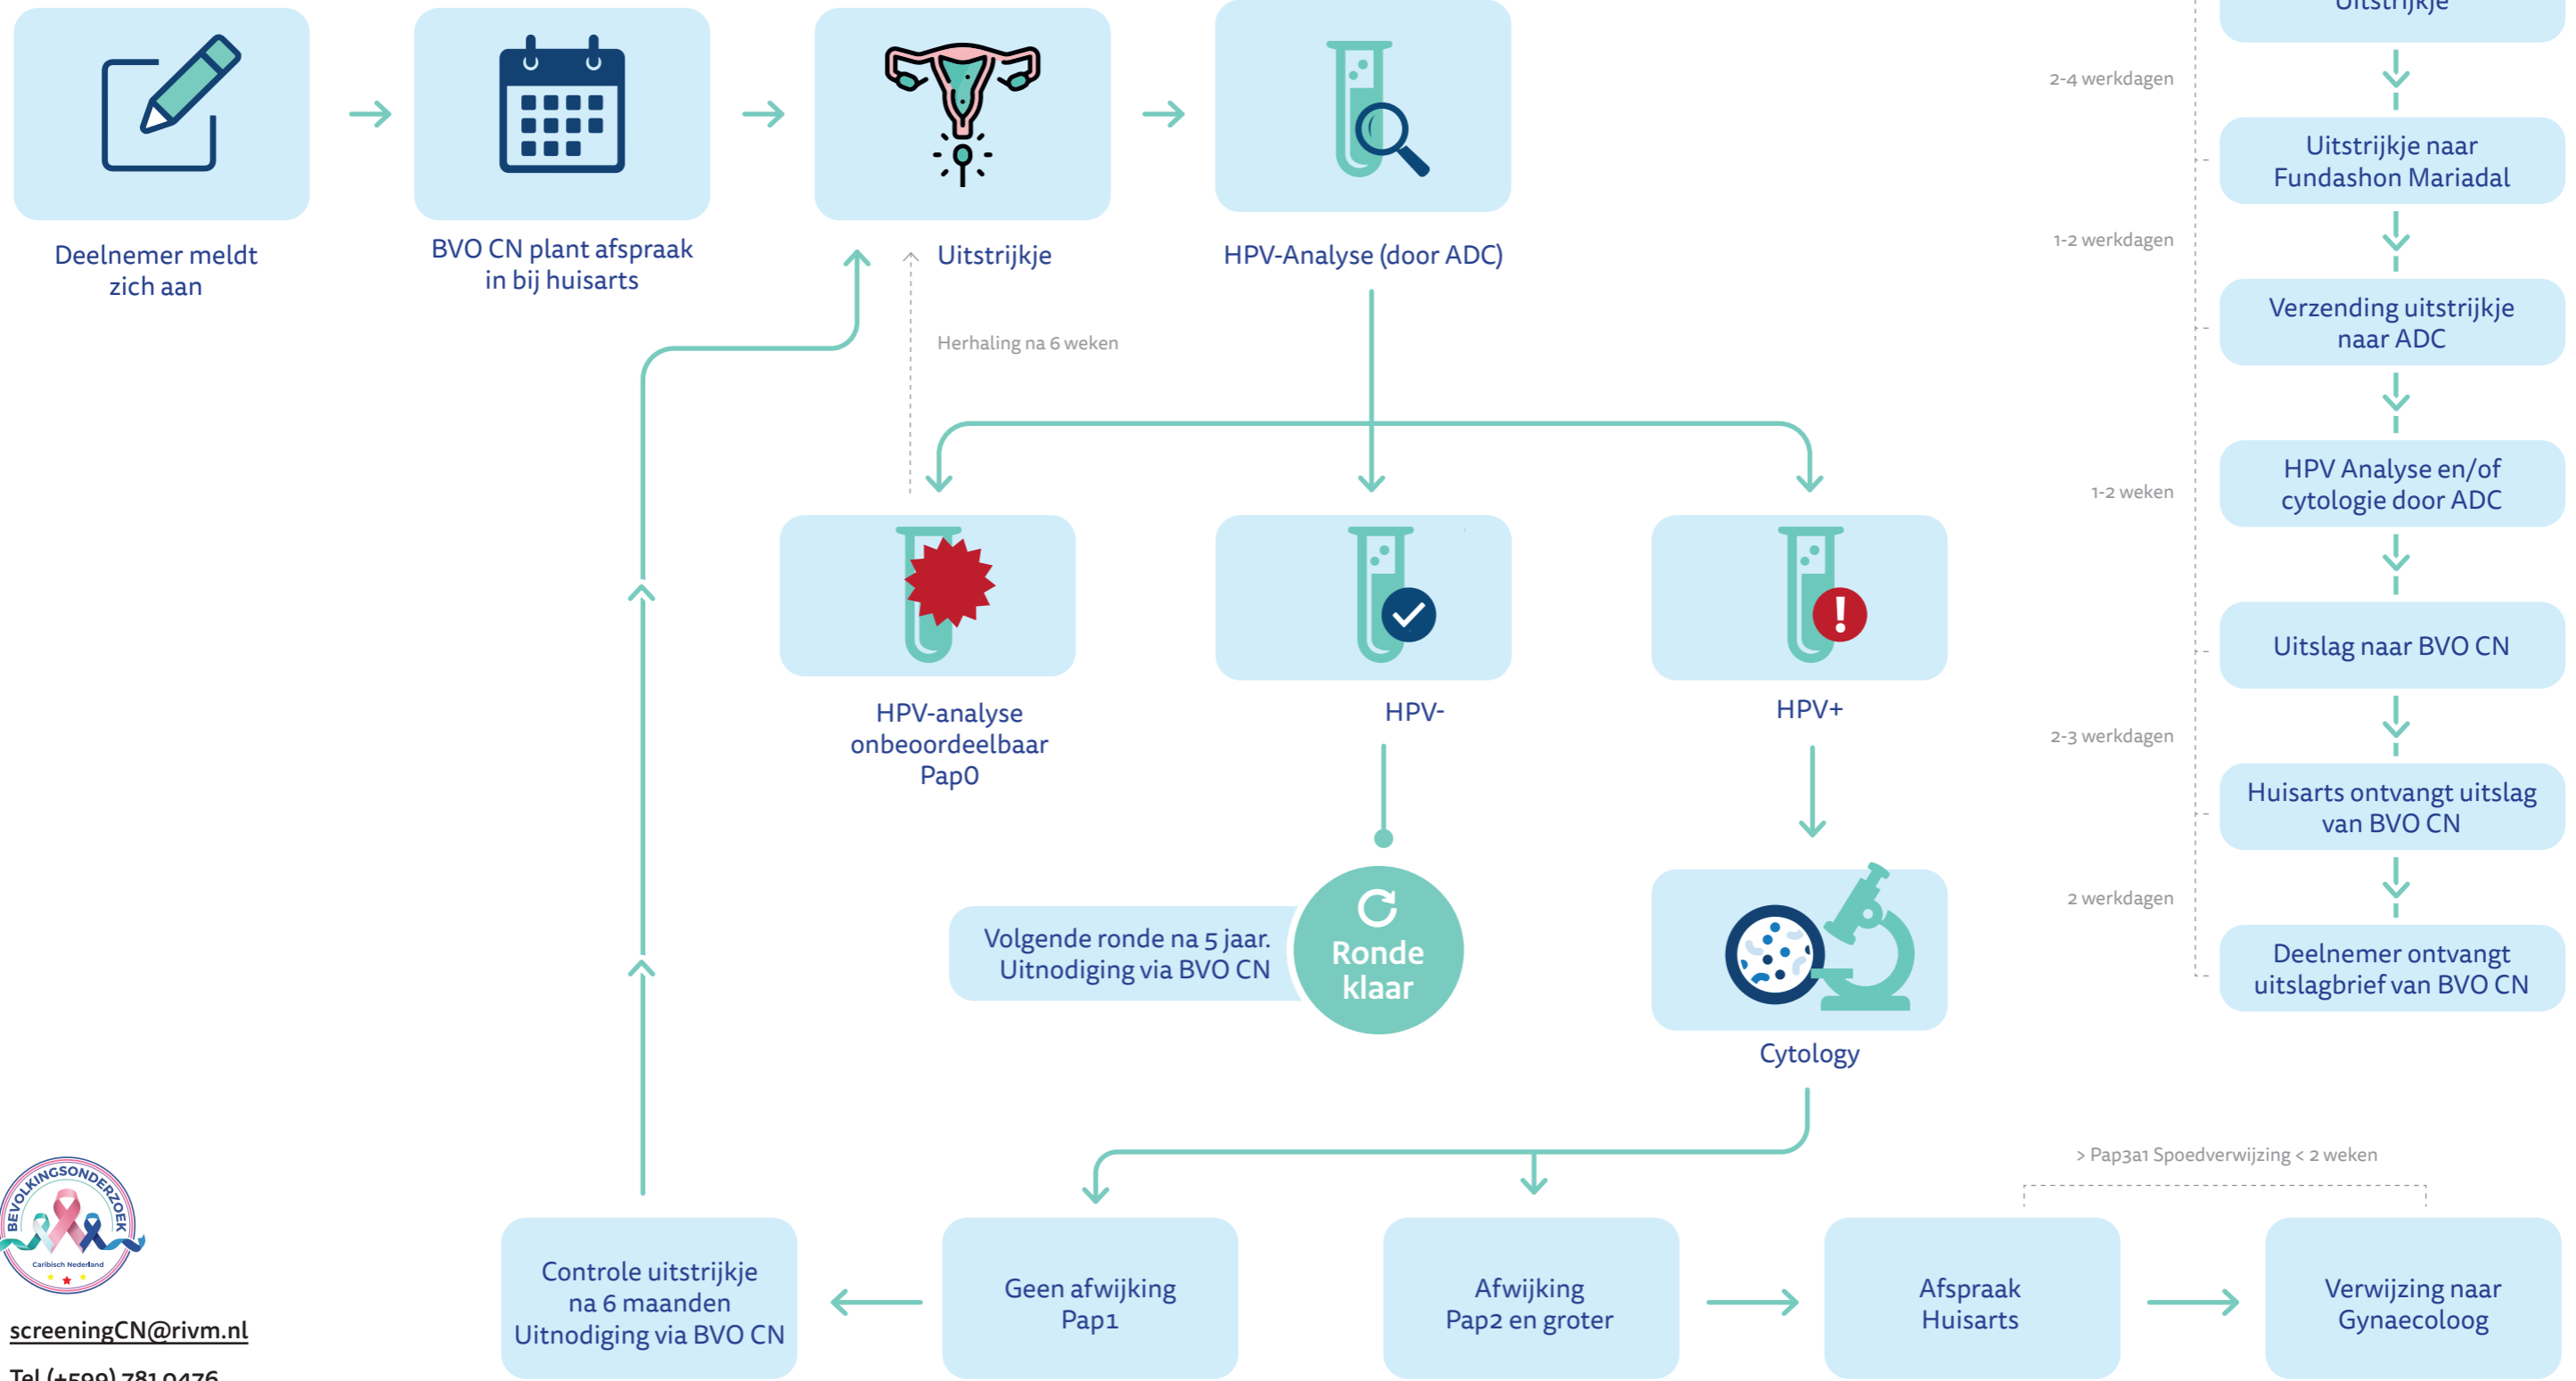 Deelnemer meldt
zich aan
BVO CN plant afspraak
in bij huisarts
Uitstrijkje
HPV-Analyse (door ADC)
Herhaling na 6 weken
HPV-analyse
onbeoordeelbaar
Pap0
HPV-
HPV+
Volgende ronde na 5 jaar.
Uitnodiging via BVO CN
Ronde
klaar
Cytology
Controle uitstrijkje
na 6 maanden
Uitnodiging via BVO CN
Geen afwijking
Pap1
Afwijking
Pap2 en groter
Afspraak
Huisarts
Verwijzing naar
Gynaecoloog
> Pap3a1 Spoedverwijzing < 2 weken
Uitstrijkje
2-4 werkdagen
Uitstrijkje naar
Fundashon Mariadal
1-2 werkdagen
Verzending uitstrijkje
naar ADC
1-2 weken
HPV Analyse en/of
cytologie door ADC
Uitslag naar BVO CN
2-3 werkdagen
Huisarts ontvangt uitslag
van BVO CN
2 werkdagen
Deelnemer ontvangt
uitslagbrief van BVO CN
BEVOLKINGSONDERZOEK
Caribisch Nederland
screeningCN@rivm.nl
Tel (+599) 781 0476